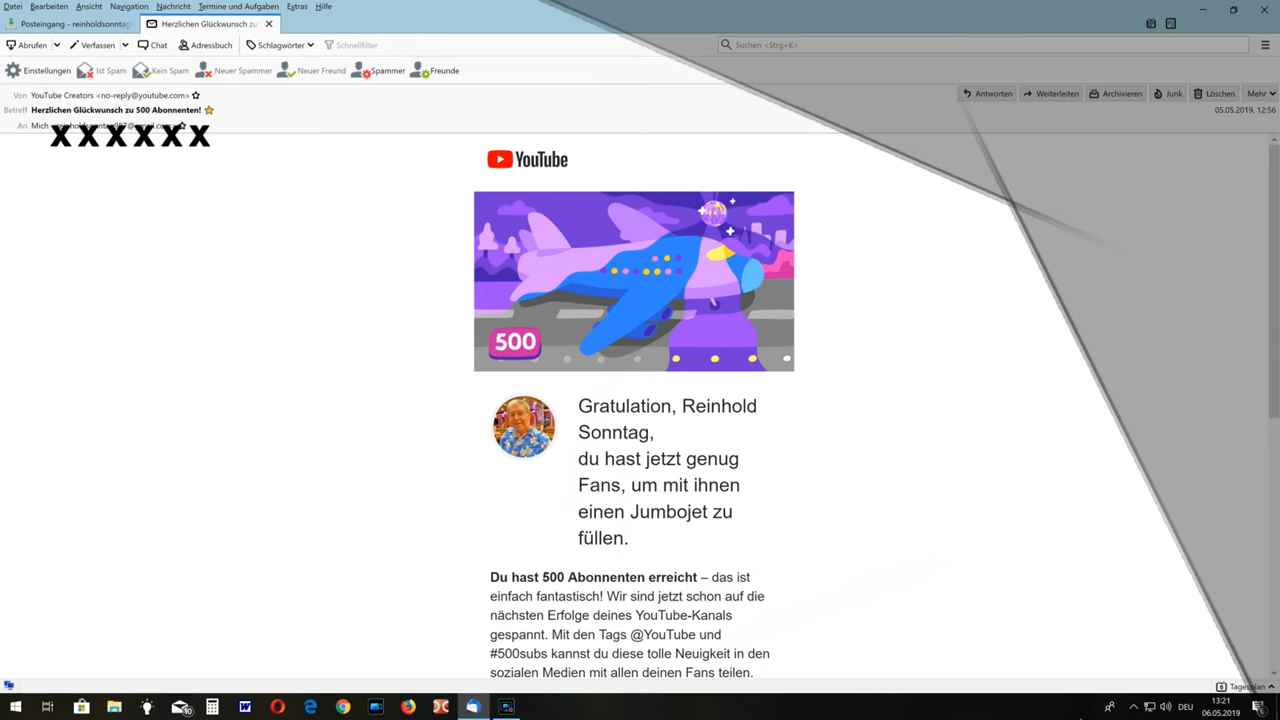 Datei Bearbeiten Ansicht Navigation Nachricht Termine und Aufgaben Extras Hilfe
Posteingang - reinholdsonntag Herzlichen Glückwunsch zu
Abrufen Verfassen Chat Adressbuch Schlagwörter Schnellfilter Suchen <Strg+K>
Einstellungen Ist Spam Kein Spam Neuer Spammer Neuer Freund Spammer Freunde
Von YouTube Creators <no-reply@youtube.com> Antworten Weiterleiten Archivieren Junk Löschen Mehr
Betreff Herzlichen Glückwunsch zu 500 Abonnenten! 05.05.2019, 12:56
An Mich
XXXXXX
YouTube
500
Gratulation, Reinhold
Sonntag,
du hast jetzt genug
Fans, um mit ihnen
einen Jumbojet zu
füllen.
Du hast 500 Abonnenten erreicht – das ist
einfach fantastisch! Wir sind jetzt schon auf die
nächsten Erfolge deines YouTube-Kanals
gespannt. Mit den Tags @YouTube und
#500subs kannst du diese tolle Neuigkeit in den
sozialen Medien mit allen deinen Fans teilen.
6 Tagesplan
10 W DEU 13:21
06.05.2019 6